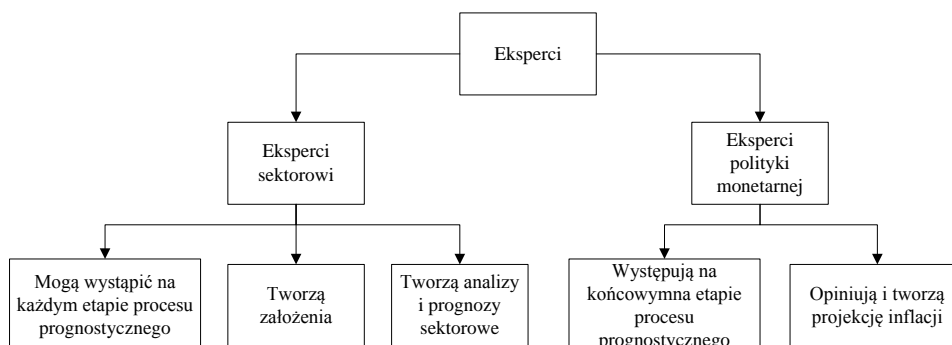 Eksperci
Eksperci
sektorowi
Eksperci
polityki
monetarnej
Mogą wystąpić na
każdym etapie procesu
prognostycznego
Tworzą
założenia
Tworzą analizy
i prognozy
sektorowe
Występują na
końcowymna etapie
procesu
prognostycznego
Opiniują i tworzą
projekcję inflacji